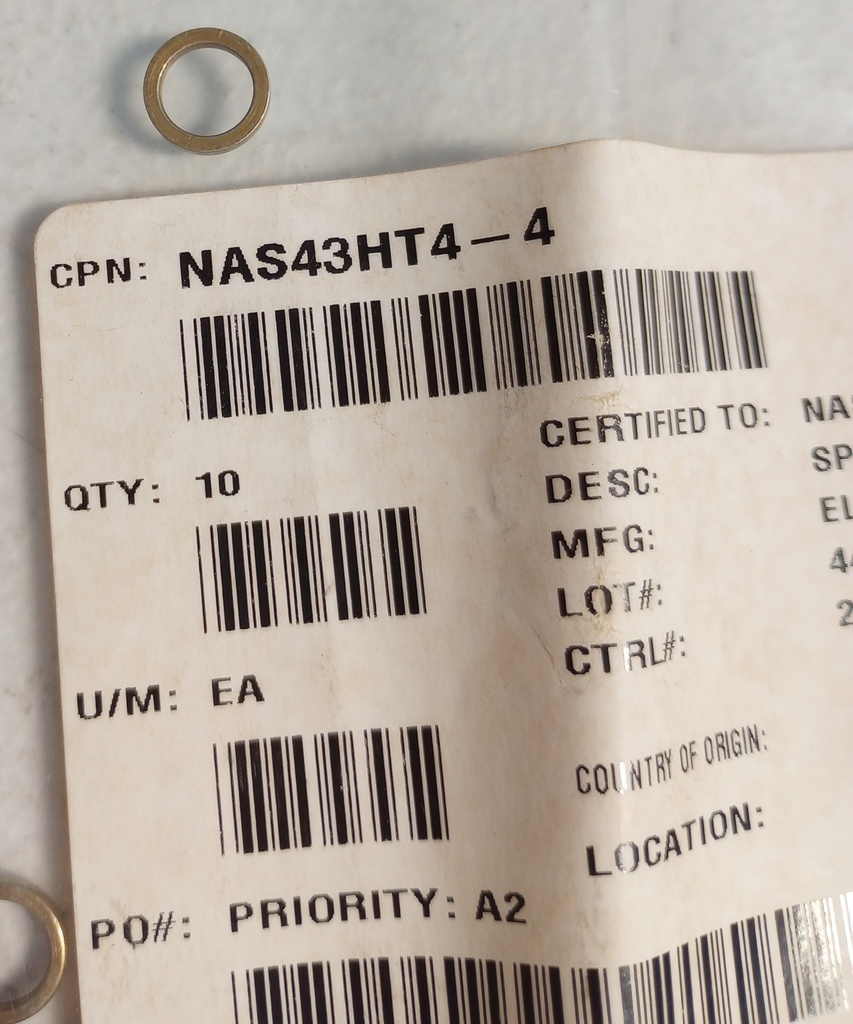 CPN: NAS43HT4-4
CERTIFIED TO:
QTY: 10
DESC:
MFG:
LOT#:
CTRL#:
U/M: EA
COUNTRY OF ORIGIN:
LOCATION:
PO#: PRIORITY: A2